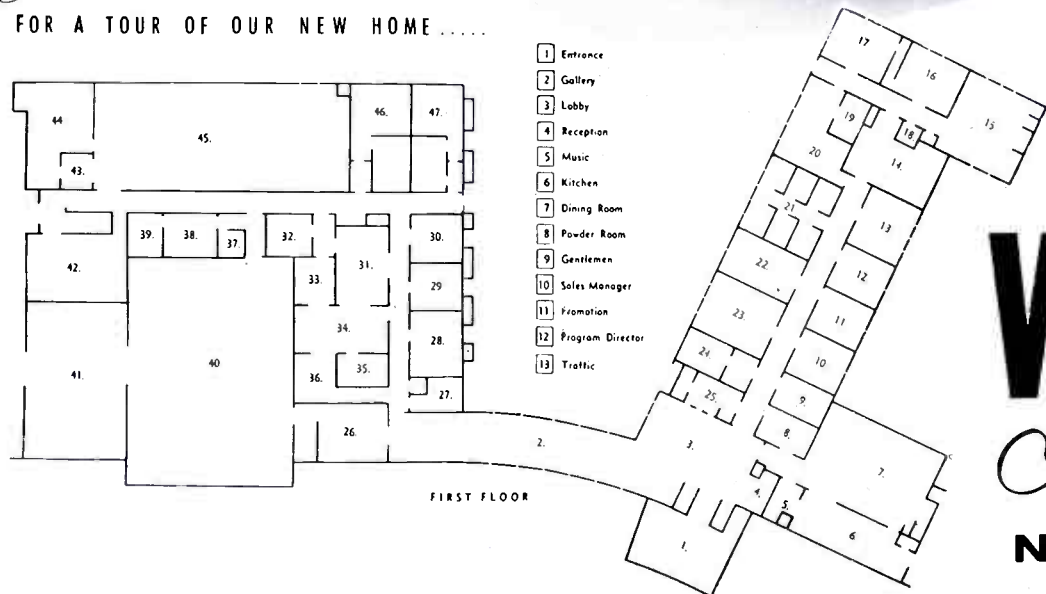 FOR A TOUR OF OUR NEW HOME.....
1 Entrance
2 Gallery
3 Lobby
4 Reception
5 Music
6 Kitchen
7 Dining Room
8 Powder Room
9 Gentlemen
10 Sales Manager
11 Promotion
12 Program Director
13 Traffic
44
45.
46.
47.
43.
39.
38.
37.
32.
30.
31.
42.
33.
29
34.
28.
40
41.
36.
35.
27.
26.
2.
FIRST FLOOR
17
16
15
19
18
20
14.
21
13
22.
12
23.
11
10
24.
25.
9.
8.
3.
7.
4.
5.
6.
1.
N